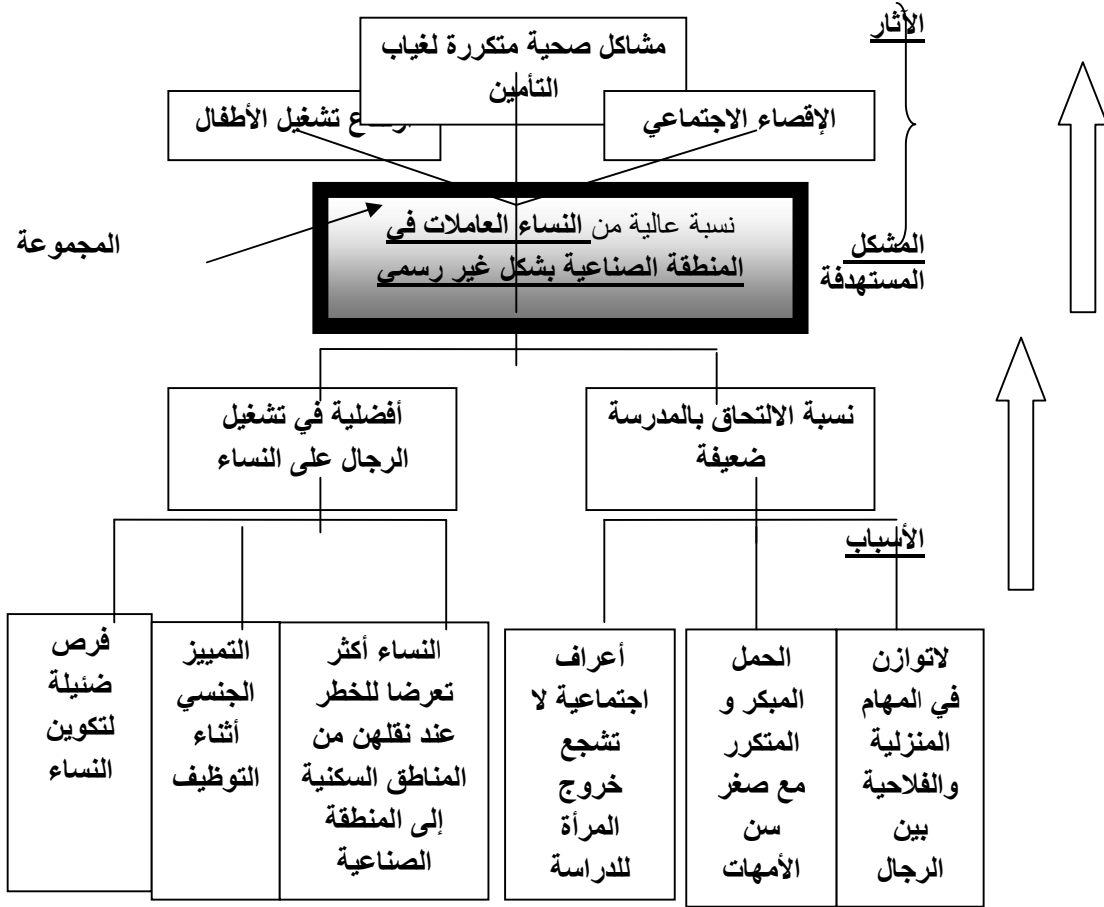 الآثار
مشاكل صحية متكررة لغياب
التأمين
الإقصاء الاجتماعي
تشغيل الأطفال
نسبة عالية من النساء العاملات في
المنطقة الصناعية بشكل غير رسمي
المشكل
المستهدفة
المجموعة
نسبة الالتحاق بالمدرسة
ضعيفة
أفضلية في تشغيل
الرجال على النساء
الأسباب
لاتوازن
في المهام
المنزلية
والفلاحية
بين
الرجال
الحمل
المبكر و
المتكرر
مع صغر
سن
الأمهات
أعراف
اجتماعية لا
تشجع
خروج
المرأة
للدراسة
النساء أكثر
تعرضا للخطر
عند نقلهن من
المناطق السكنية
إلى المنطقة
الصناعية
التمييز
الجنسي
أثناء
التوظيف
فرص
ضئيلة
لتكوين
النساء